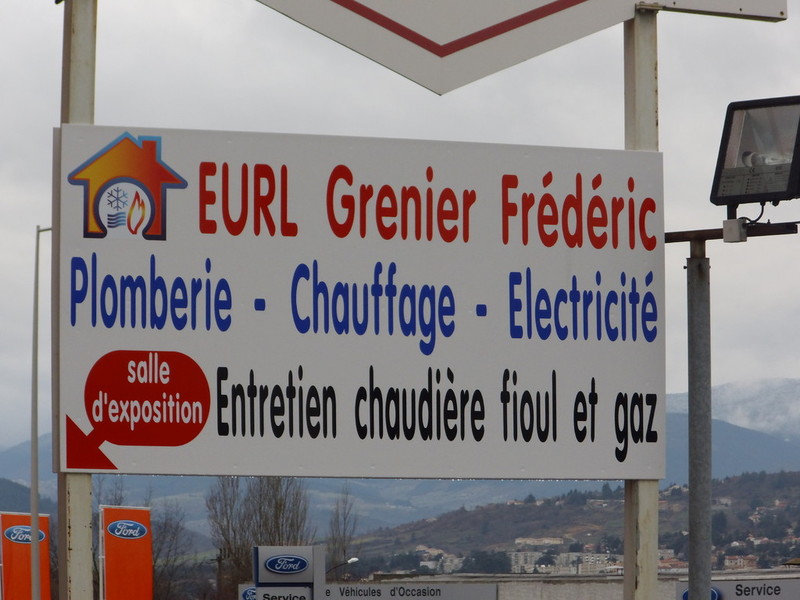 EURL Grenier Frédéric
Plomberie - Chauffage - Electricité
salle
d'exposition
Entretien chaudière fioul et gaz
Ford
Ford
Ford
Service
e Véhicules d'Occasion
Service